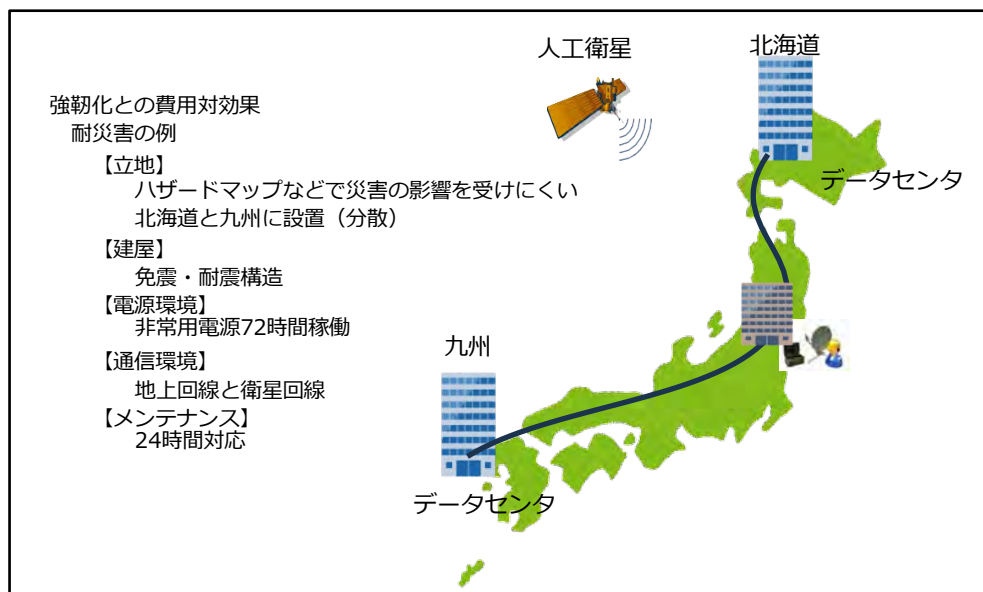 人工衛星
北海道
強靭化との費用対効果
耐災害の例
【立地】
ハザードマップなどで災害の影響を受けにくい
北海道と九州に設置（分散）
データセンタ
【建屋】
免震・耐震構造
【電源環境】
非常用電源72時間稼働
【通信環境】
地上回線と衛星回線
【メンテナンス】
24時間対応
九州
データセンタ